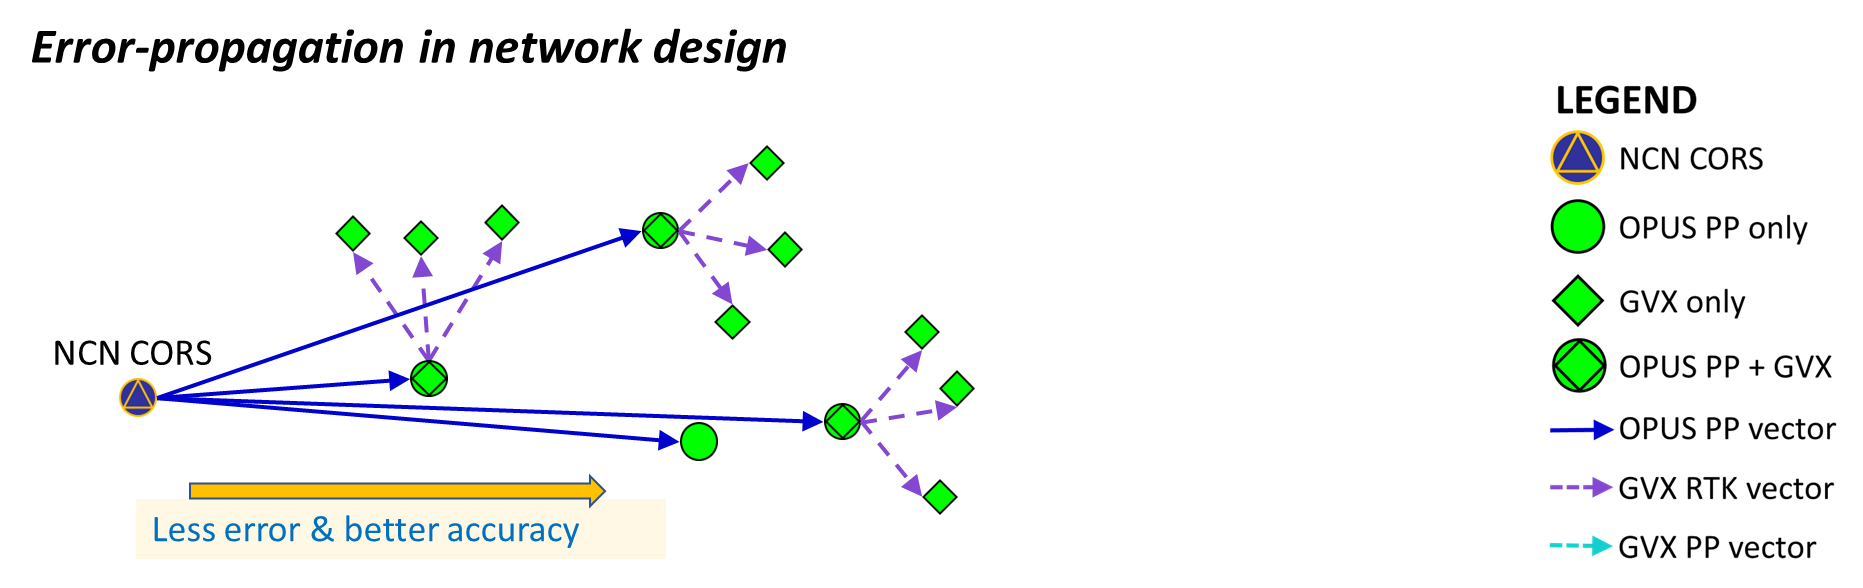 Error-propagation in network design
NCN CORS
Less error & better accuracy
LEGEND
NCN CORS
OPUS PP only
GVX only
OPUS PP + GVX
OPUS PP vector
GVX RTK vector
GVX PP vector